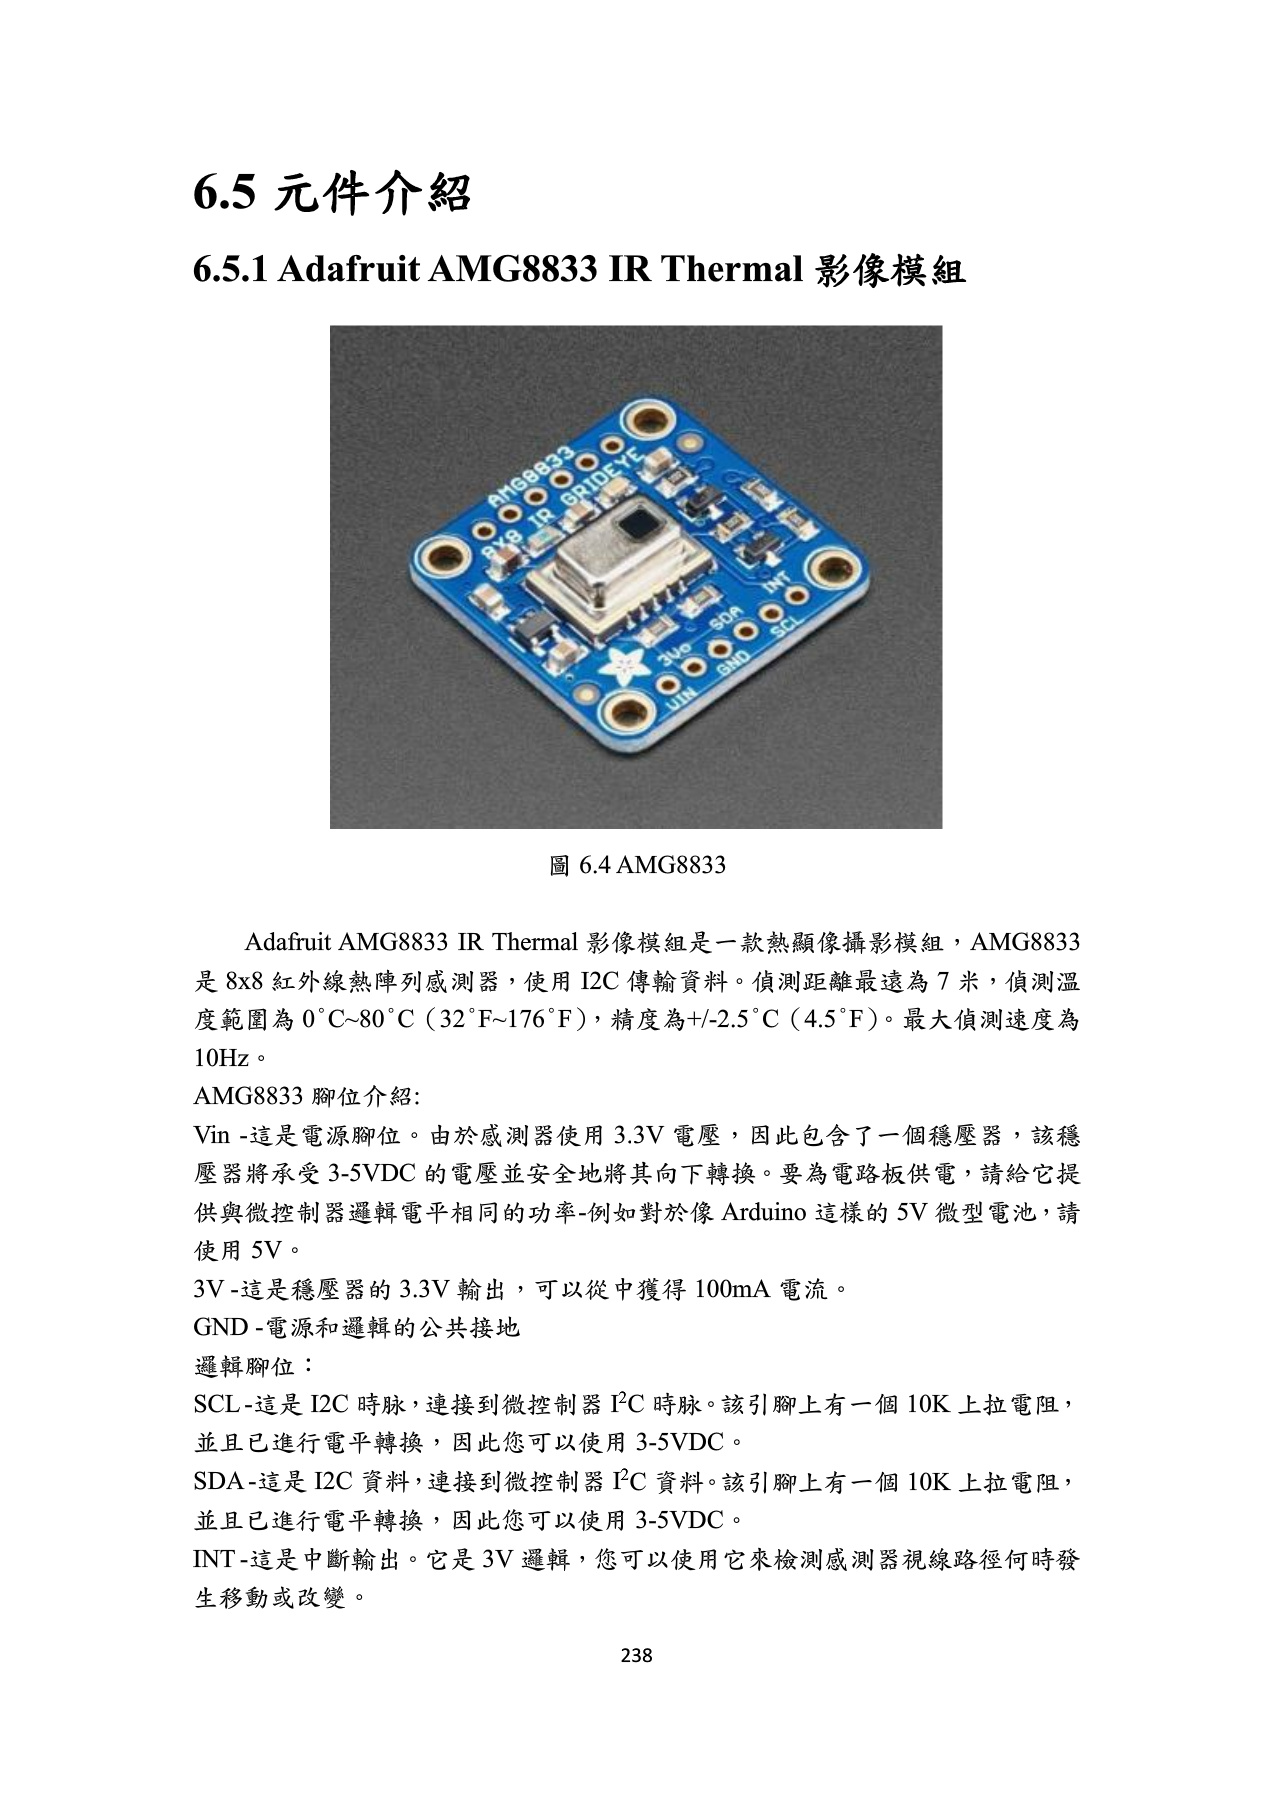 6.5 元件介紹
6.5.1 Adafruit AMG8833 IR Thermal 影像模組
AMG8833
8X8 IR GRIDEYE
VIN
3Vo
GND
SDA
SCL
INT
圖 6.4 AMG8833
Adafruit AMG8833 IR Thermal 影像模組是一款熱顯像攝影模組，AMG8833
是 8x8 紅外線熱陣列感測器，使用 I2C 傳輸資料。偵測距離最遠為 7 米，偵測溫
度範圍為 0˚C~80˚C（32˚F~176˚F），精度為+/-2.5˚C（4.5˚F）。最大偵測速度為
10Hz。
AMG8833 腳位介紹:
Vin -這是電源腳位。由於感測器使用 3.3V 電壓，因此包含了一個穩壓器，該穩
壓器將承受 3-5VDC 的電壓並安全地將其向下轉換。要為電路板供電，請給它提
供與微控制器邏輯電平相同的功率-例如對於像 Arduino 這樣的 5V 微型電池，請
使用 5V。
3V -這是穩壓器的 3.3V 輸出，可以從中獲得 100mA 電流。
GND -電源和邏輯的公共接地
邏輯腳位：
SCL -這是 I2C 時脉，連接到微控制器 I²C 時脉。該引腳上有一個 10K 上拉電阻，
並且已進行電平轉換，因此您可以使用 3-5VDC。
SDA -這是 I2C 資料，連接到微控制器 I²C 資料。該引腳上有一個 10K 上拉電阻，
並且已進行電平轉換，因此您可以使用 3-5VDC。
INT -這是中斷輸出。它是 3V 邏輯，您可以使用它來檢測感測器視線路徑何時發
生移動或改變。
238